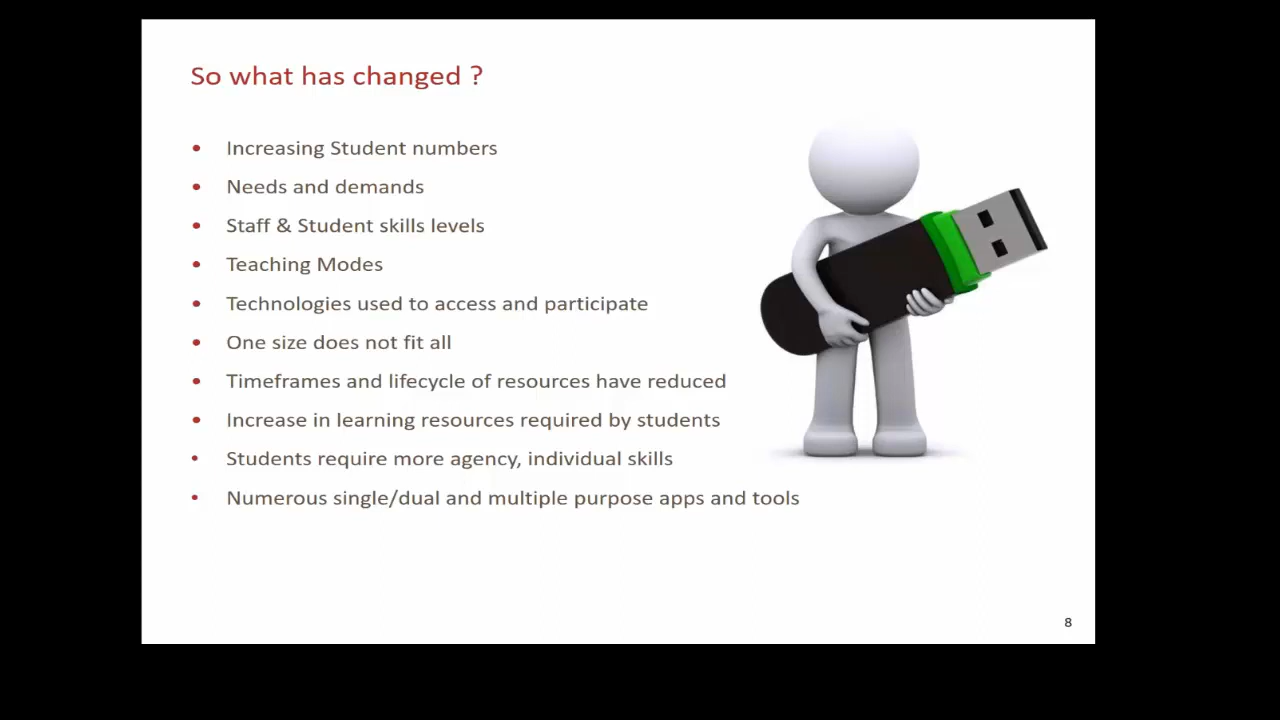 So what has changed ?
• Increasing Student numbers
• Needs and demands
• Staff & Student skills levels
• Teaching Modes
• Technologies used to access and participate
• One size does not fit all
• Timeframes and lifecycle of resources have reduced
• Increase in learning resources required by students
• Students require more agency, individual skills
• Numerous single/dual and multiple purpose apps and tools
8